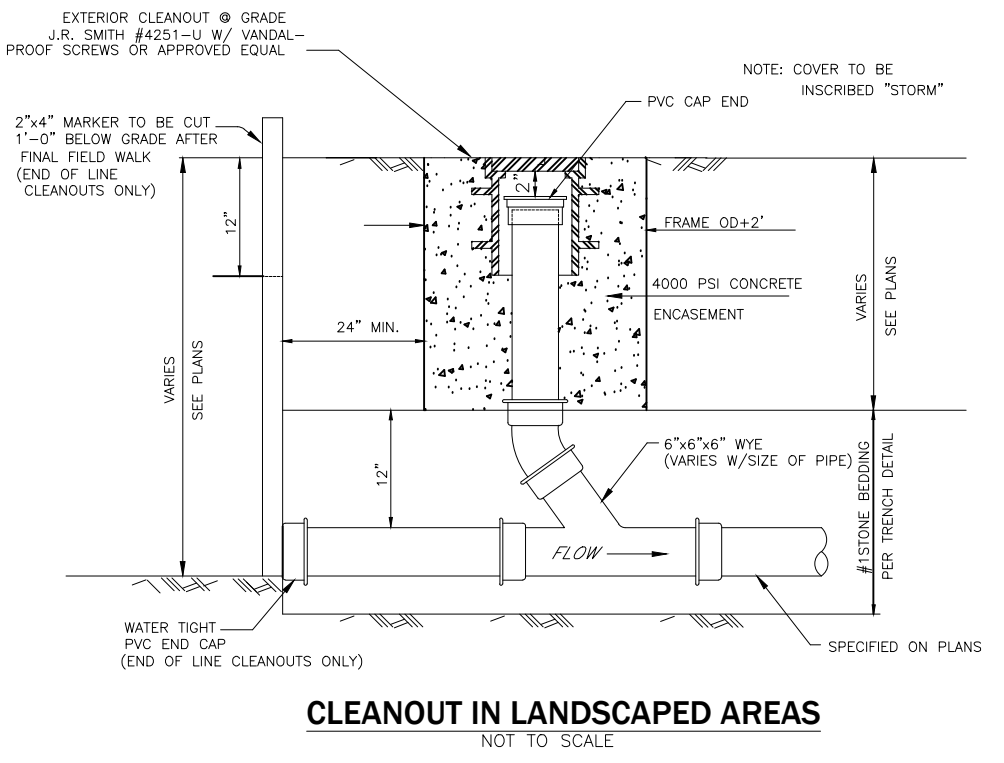 EXTERIOR CLEANOUT @ GRADE
J.R. SMITH #4251-U W/ VANDAL-
PROOF SCREWS OR APPROVED EQUAL
NOTE: COVER TO BE
INSCRIBED "STORM"
PVC CAP END
2"x4" MARKER TO BE CUT
1'-0" BELOW GRADE AFTER
FINAL FIELD WALK
(END OF LINE
CLEANOUTS ONLY)
2"
12"
FRAME OD+2'
4000 PSI CONCRETE
ENCASEMENT
24" MIN.
VARIES
SEE PLANS
VARIES
SEE PLANS
12"
6"x6"x6" WYE
(VARIES W/SIZE OF PIPE)
#1STONE BEDDING
PER TRENCH DETAIL
FLOW
WATER TIGHT
PVC END CAP
(END OF LINE CLEANOUTS ONLY)
SPECIFIED ON PLANS
CLEANOUT IN LANDSCAPED AREAS
NOT TO SCALE